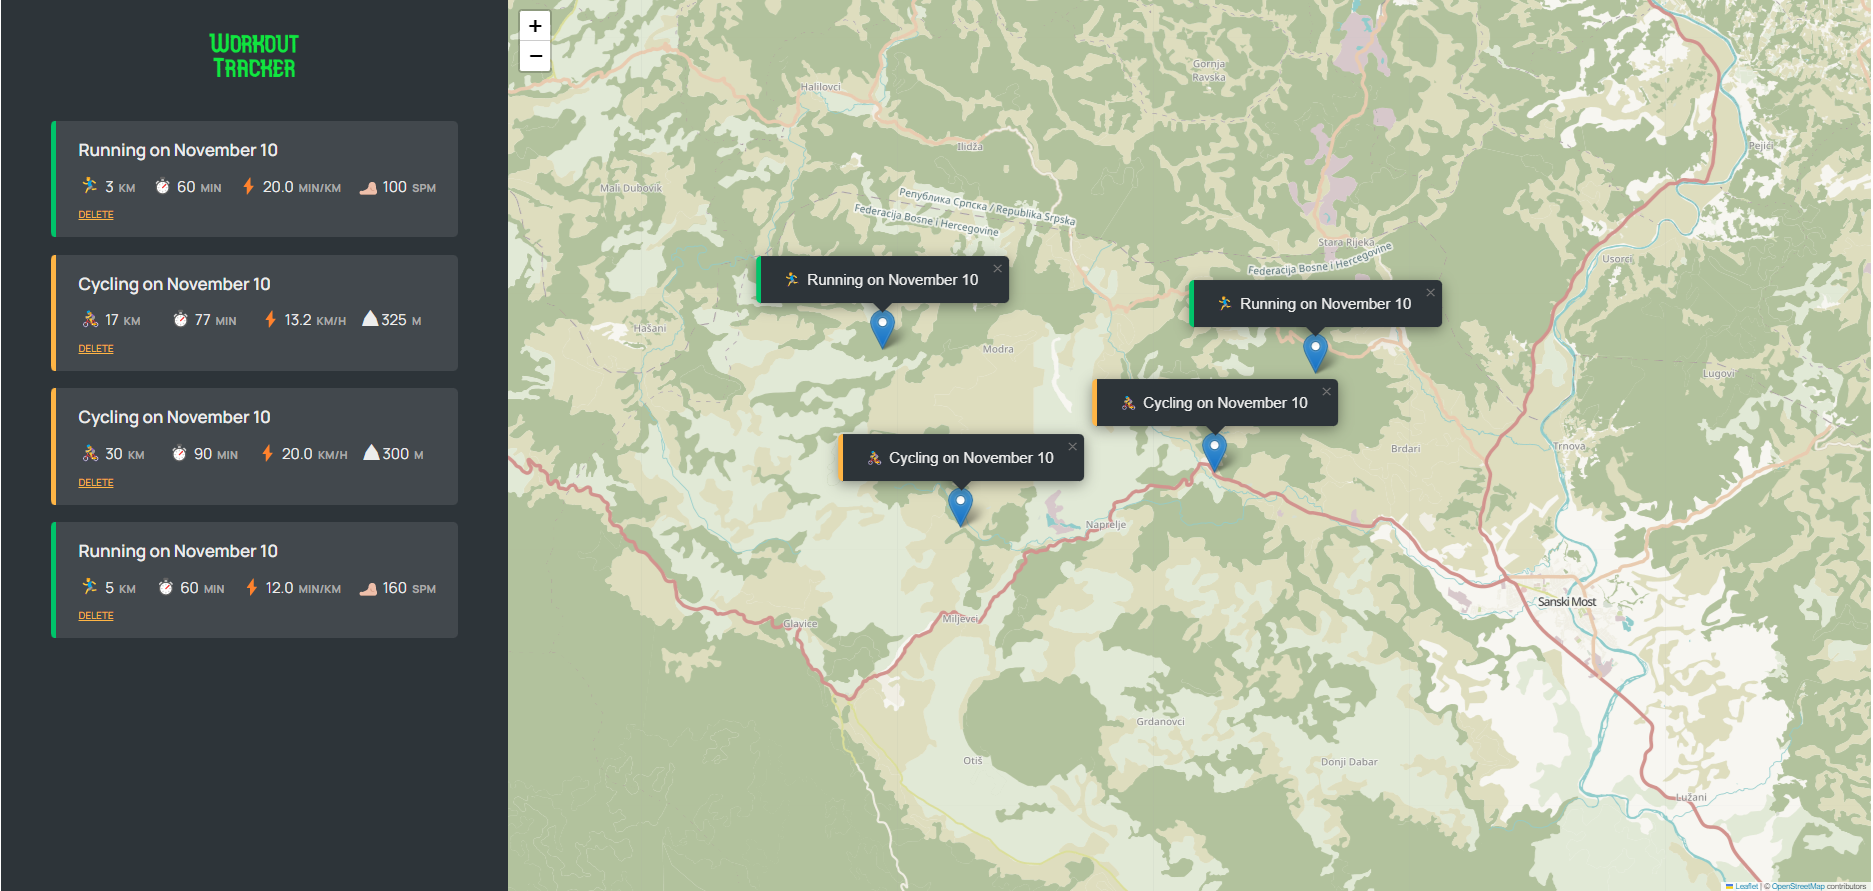 WORKOUT
TRACKER
Running on November 10
3 KM 60 MIN 20.0 MIN/KM 100 SPM
DELETE
Cycling on November 10
17 KM 77 MIN 13.2 KM/H 325 M
DELETE
Cycling on November 10
30 KM 90 MIN 20.0 KM/H 300 M
DELETE
Running on November 10
5 KM 60 MIN 12.0 MIN/KM 160 SPM
DELETE
+
−
Gornja
Ravska
Halilovci
Ilidža
Pejići
Mali Dubovik
Република Српска / Republika Srpska
Federacija Bosne i Hercegovine
Stara Rijeka
Federacija Bosne i Hercegovine
Usorci
Running on November 10 ×
Running on November 10 ×
Hašani
Modra
Lugovi
Cycling on November 10 ×
Cycling on November 10 ×
Brdari
Trnova
Naprelje
Sanski Most
Glavice
Miljevci
Grdanovci
Otiš
Donji Dabar
Lužani
Leaflet | © OpenStreetMap contributors